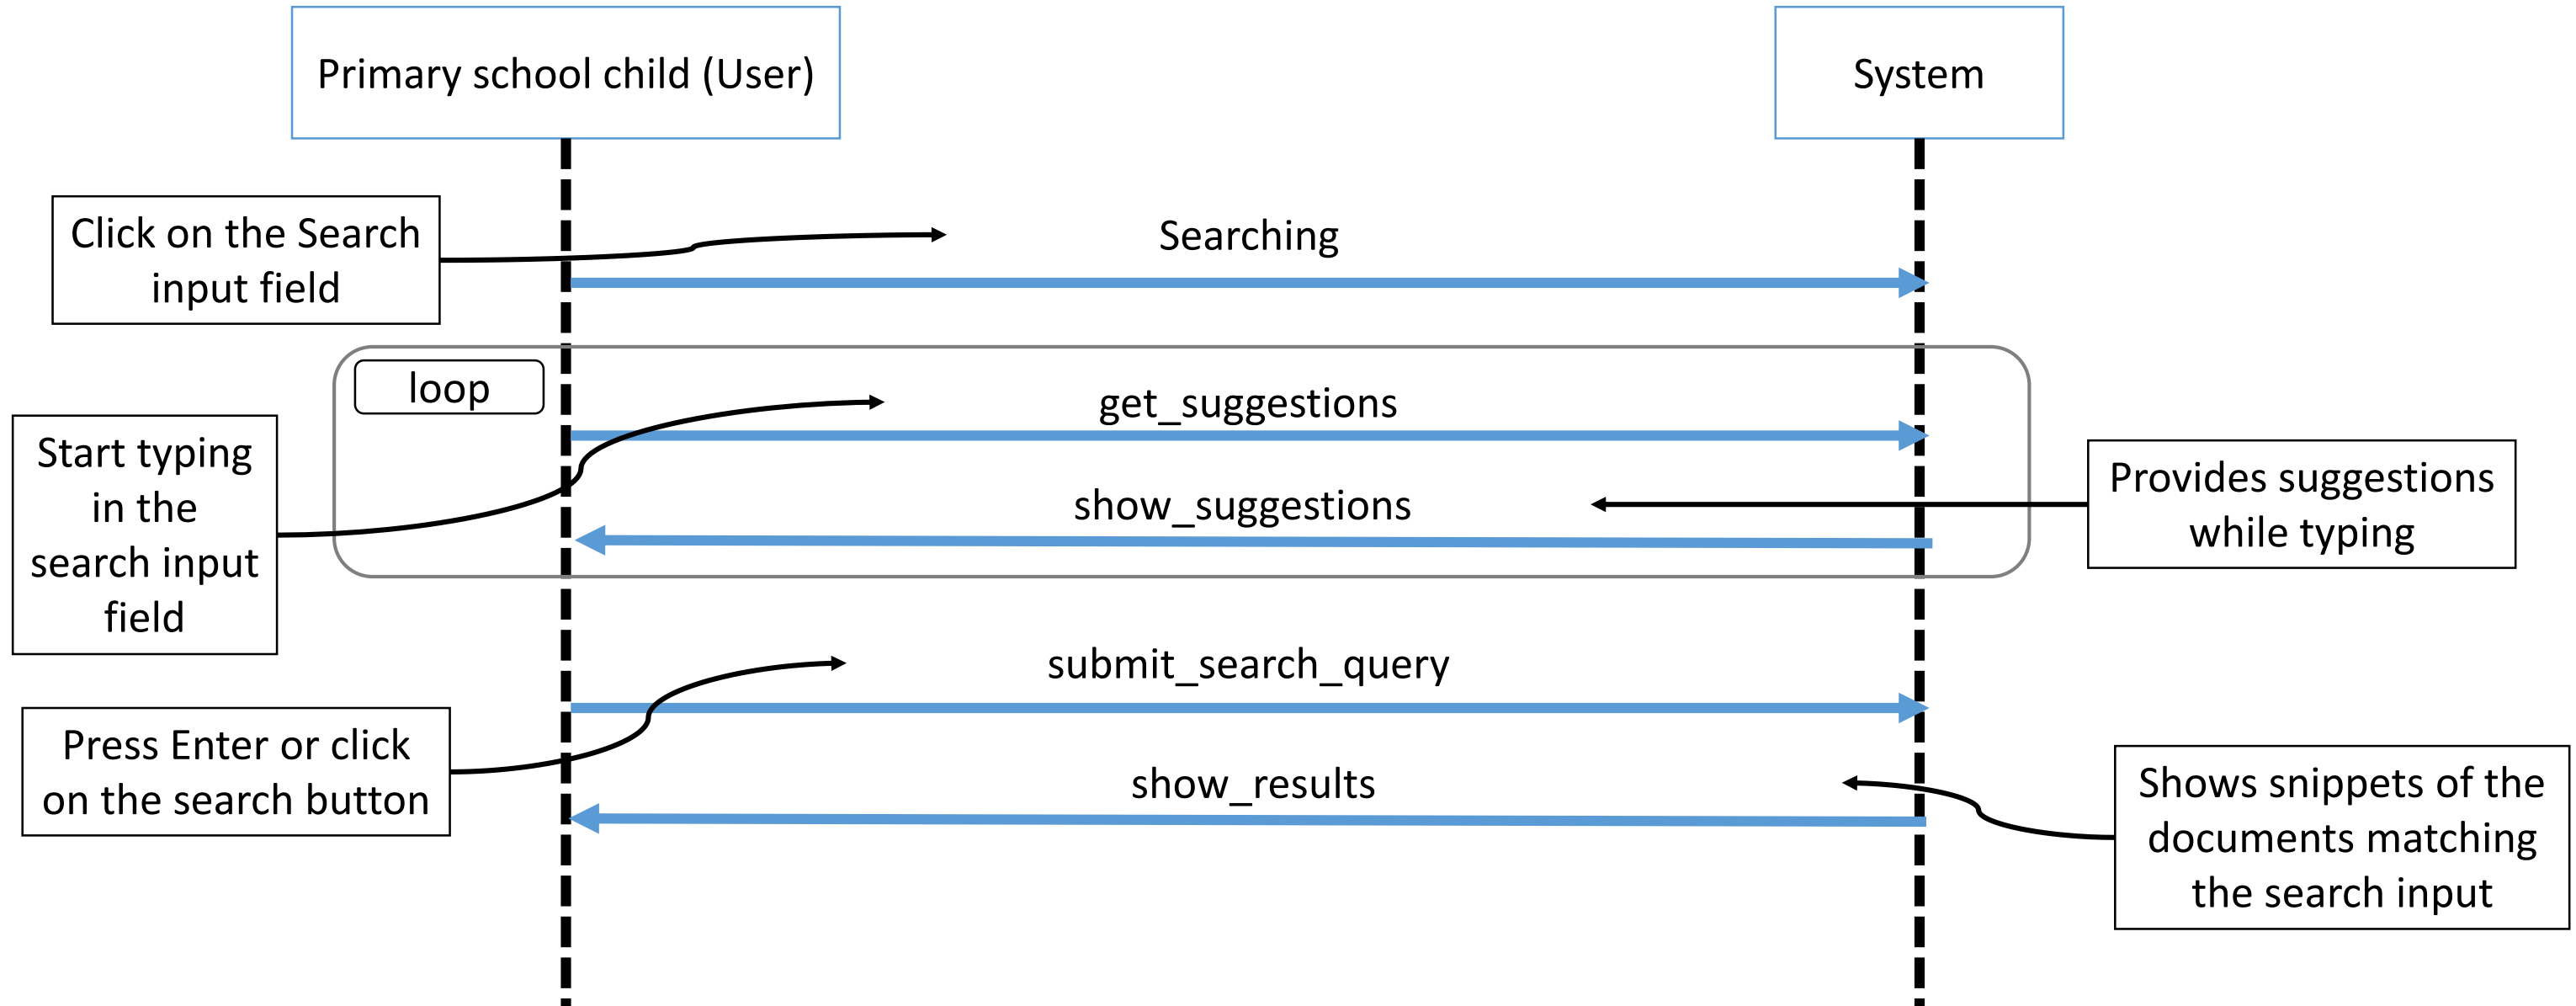 Primary school child (User)
System
Click on the Search
input field
Searching
loop
get_suggestions
Start typing
in the
search input
field
show_suggestions
Provides suggestions
while typing
submit_search_query
Press Enter or click
on the search button
show_results
Shows snippets of the
documents matching
the search input